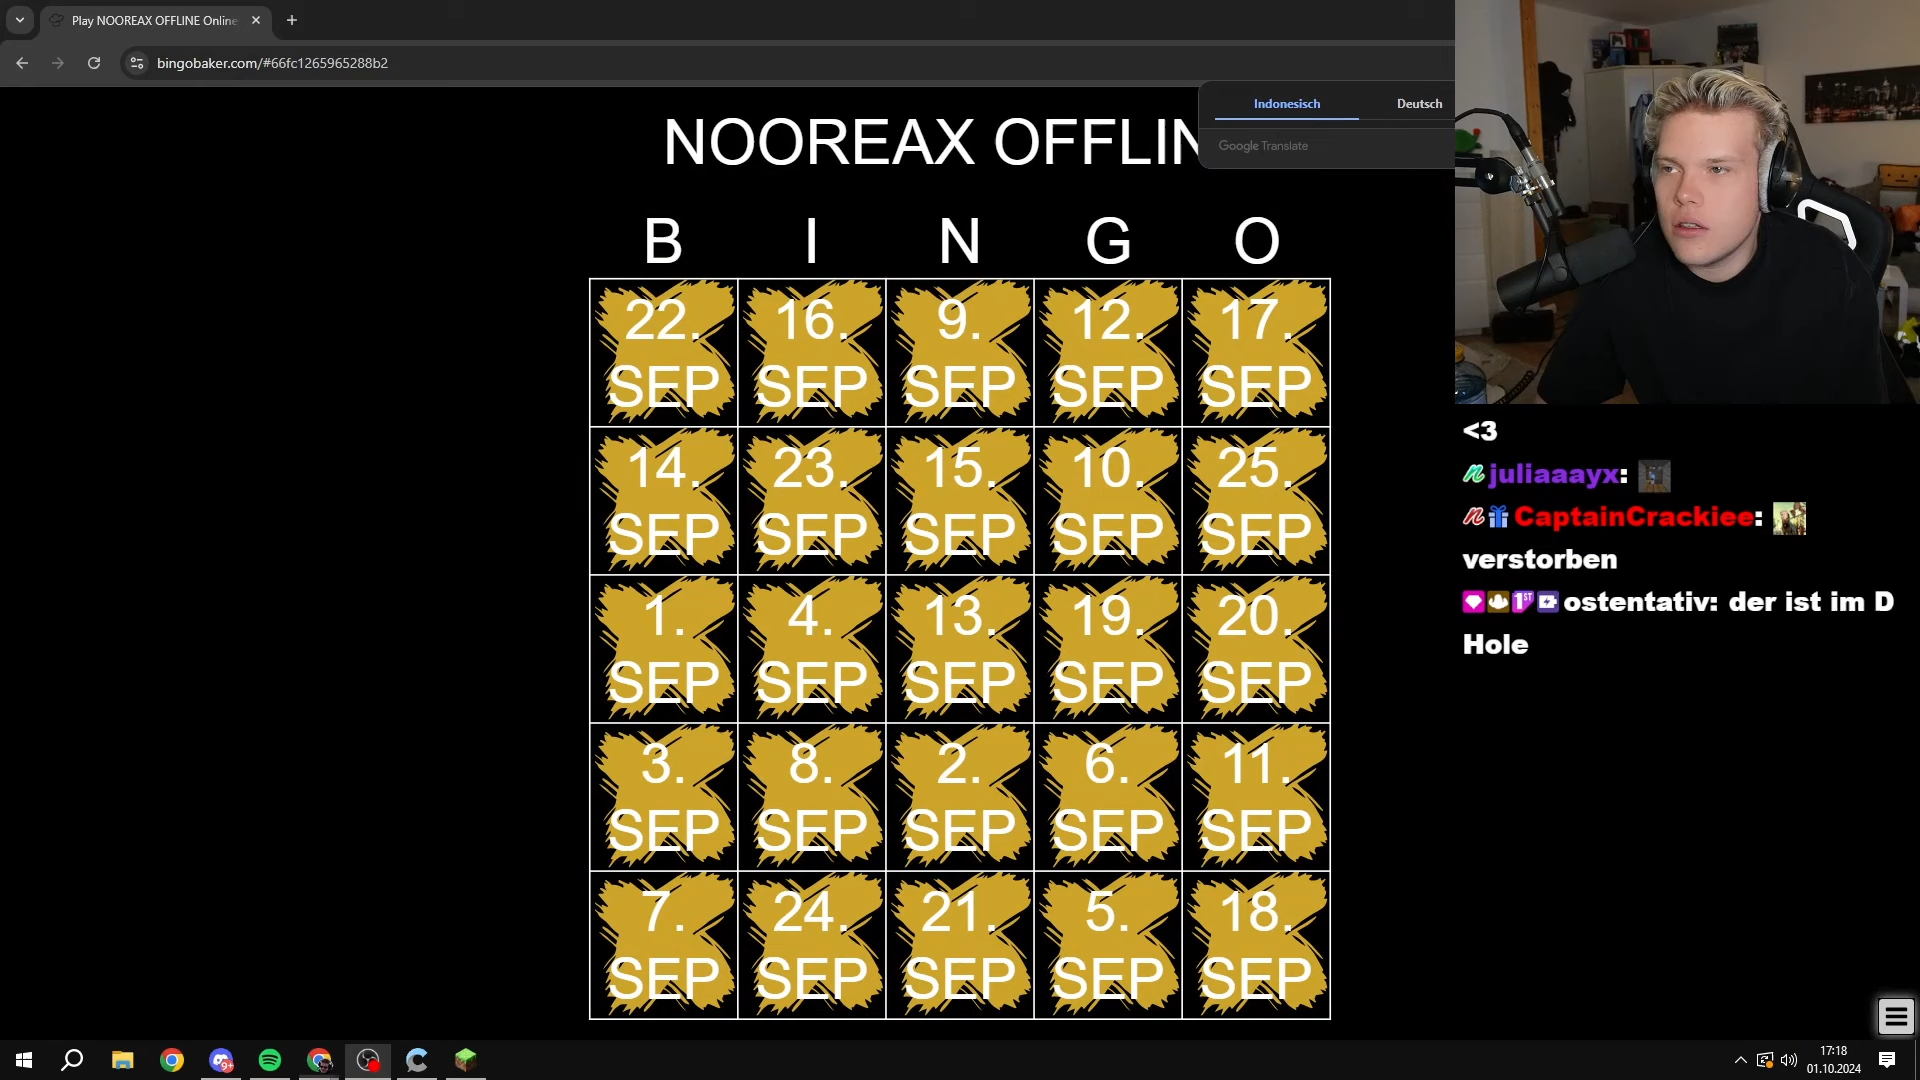 Play NOOREAX OFFLINE Online
bingobaker.com/#66fc1265965288b2
Indonesisch
Deutsch
Google Translate
NOOREAX OFFLIN
B I N G O
22. 16. 9. 12. 17.
SEP SEP SEP SEP SEP
14. 23. 15. 10. 25.
SEP SEP SEP SEP SEP
1. 4. 13. 19. 20.
SEP SEP SEP SEP SEP
3. 8. 2. 6. 11.
SEP SEP SEP SEP SEP
7. 24. 21. 5. 18.
SEP SEP SEP SEP SEP
<3
juliaaayx:
CaptainCrackiee:
verstorben
1ST ostentativ: der ist im D
Hole
9+
17:18
01.10.2024